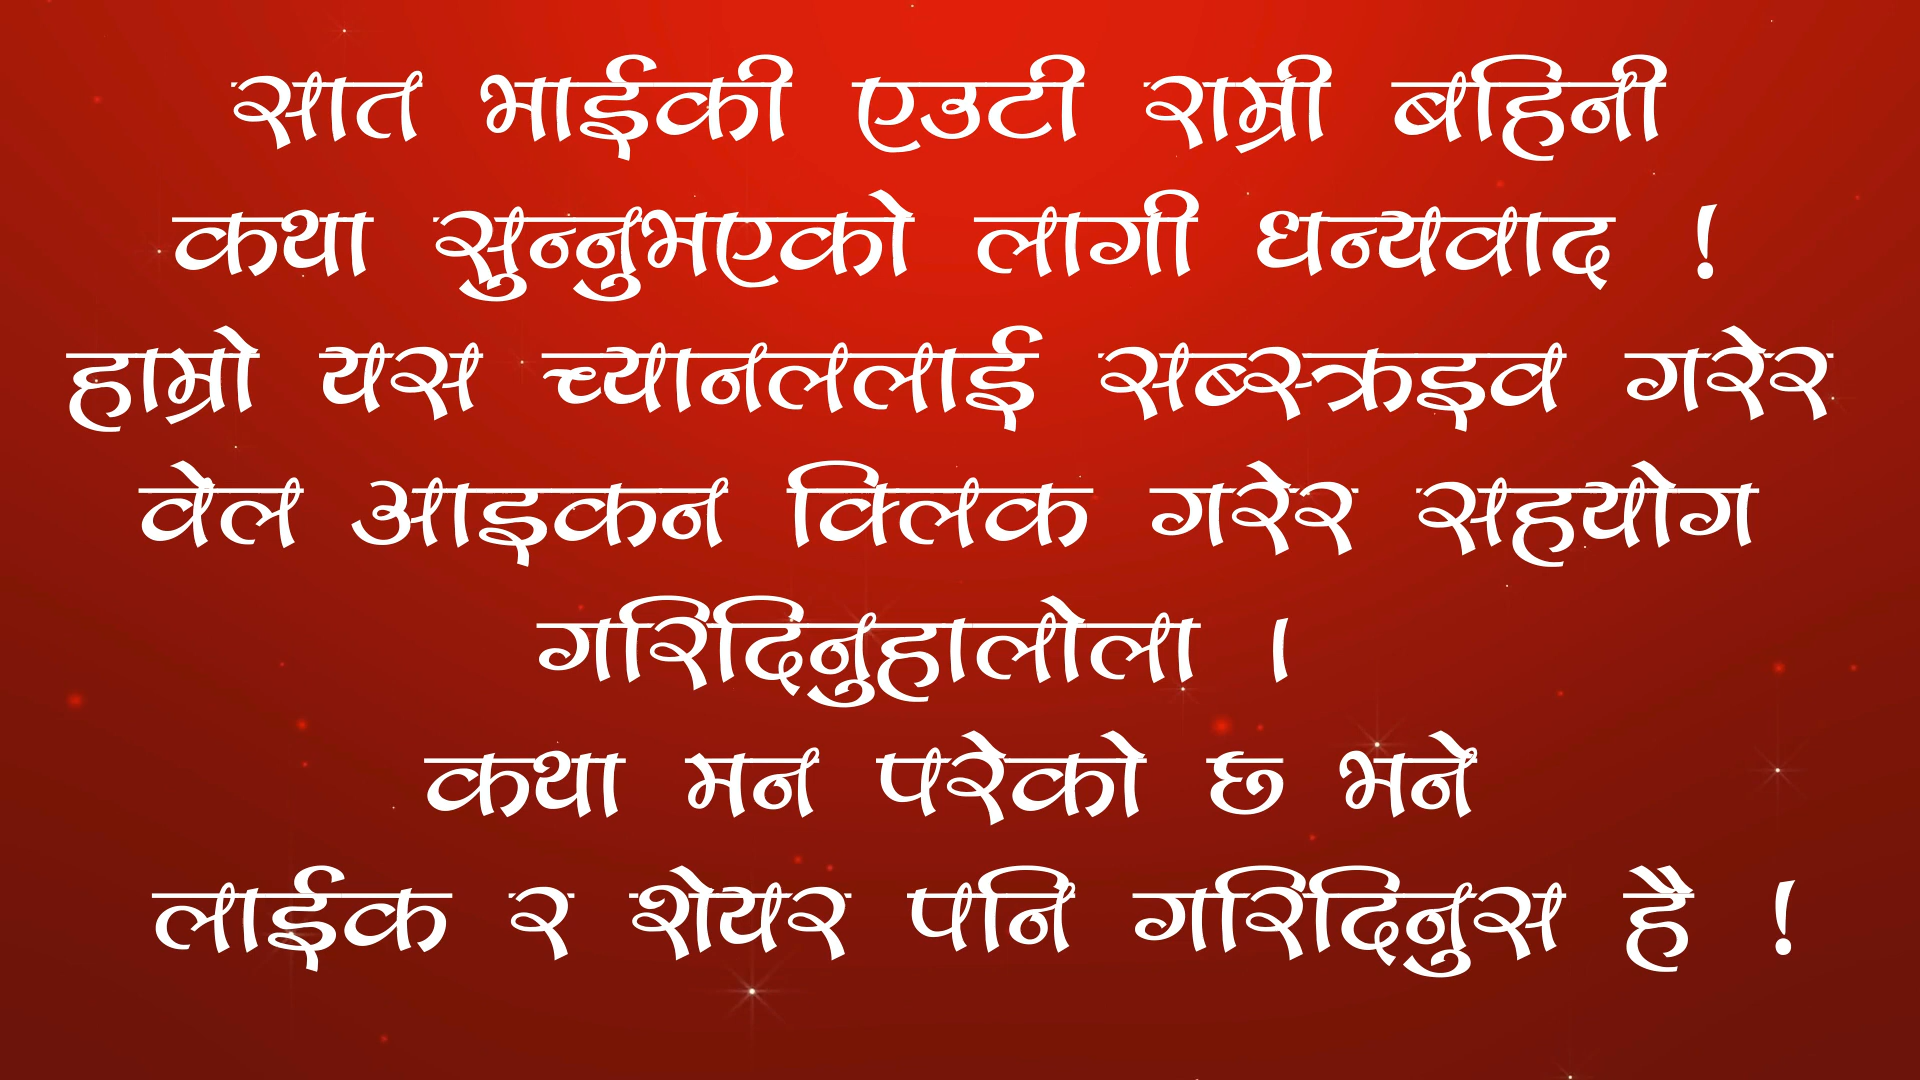 सात भाईकी एउटी राम्री बहिनी
कथा सुन्नुभएको लागी धन्यवाद !
हाम्रो यस च्यानललाई सब्स्क्रइव गरेर
वेल आइकन क्लिक गरेर सहयोग
गरिदिनुहालोला ।
कथा मन परेको छ भने
लाईक र शेयर पनि गरिदिनुस है !